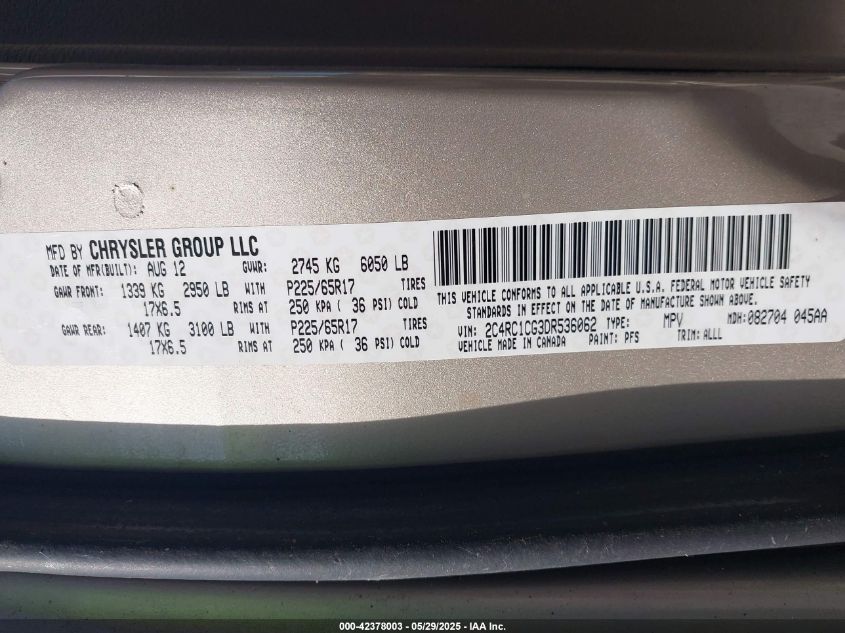 MFD BY CHRYSLER GROUP LLC
DATE OF MFR(BUILT): AUG 12 GVWR: 2745 KG 6050 LB
GAWR FRONT: 1339 KG 2950 LB WITH P225/65R17 TIRES
17X6.5 RIMS AT 250 KPA ( 36 PSI) COLD
GAWR REAR: 1407 KG 3100 LB WITH P225/65R17 TIRES
17X6.5 RIMS AT 250 KPA ( 36 PSI) COLD
THIS VEHICLE CONFORMS TO ALL APPLICABLE U.S.A. FEDERAL MOTOR VEHICLE SAFETY
STANDARDS IN EFFECT ON THE DATE OF MANUFACTURE SHOWN ABOVE.
VIN: 2C4RC1CG3DR536062 TYPE: MPV MDH:082704 045AA
VEHICLE MADE IN CANADA PAINT: PFS TRIM: ALLL
000-42378003 - 05/29/2025 - IAA Inc.